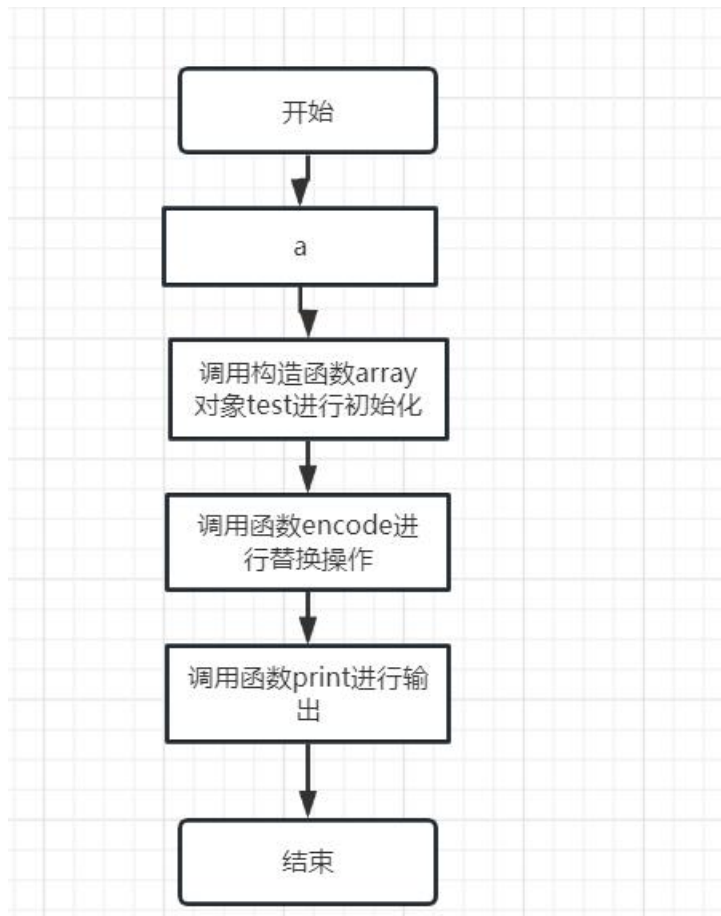 开始
a
调用构造函数array
对象test进行初始化
调用函数encode进
行替换操作
调用函数print进行输
出
结束